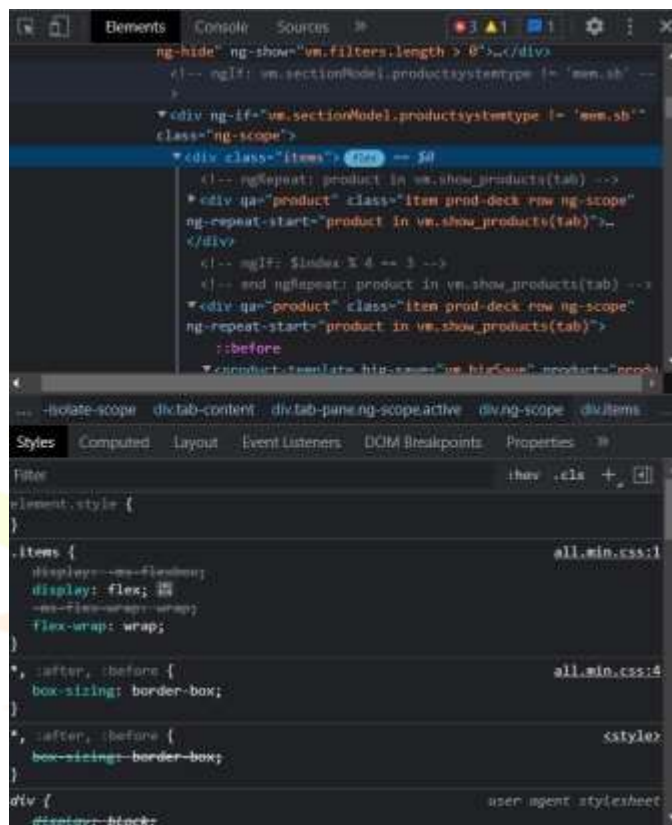 Elements Console Sources » 3 1 1
ng-hide" ng-show="vm.filters.length > 0">…</div>
<!-- ngIf: vm.sectionModel.productsystemtype != 'mem.sb' --
>
▼<div ng-if="vm.sectionModel.productsystemtype != 'mem.sb'"
class="ng-scope">
▼<div class="items"> flex == $0
<!-- ngRepeat: product in vm.show_products(tab) -->
▶<div qa="product" class="item prod-deck row ng-scope"
ng-repeat-start="product in vm.show_products(tab)">…
</div>
<!-- ngIf: $index % 4 == 3 -->
<!-- end ngRepeat: product in vm.show_products(tab) -->
▼<div qa="product" class="item prod-deck row ng-scope"
ng-repeat-start="product in vm.show_products(tab)">
::before
▼<product-template big-save="vm.bigSave" product="produ
... -isolate-scope div.tab-content div.tab-pane.ng-scope.active div.ng-scope div.items
Styles Computed Layout Event Listeners DOM Breakpoints Properties »
Filter :hov .cls +
element.style {
}
.items { all.min.css:1
display: -ms-flexbox;
display: flex;
-ms-flex-wrap: wrap;
flex-wrap: wrap;
}
*, :after, :before { all.min.css:4
box-sizing: border-box;
}
*, :after, :before { <style>
box-sizing: border-box;
}
div { user agent stylesheet
display: block;